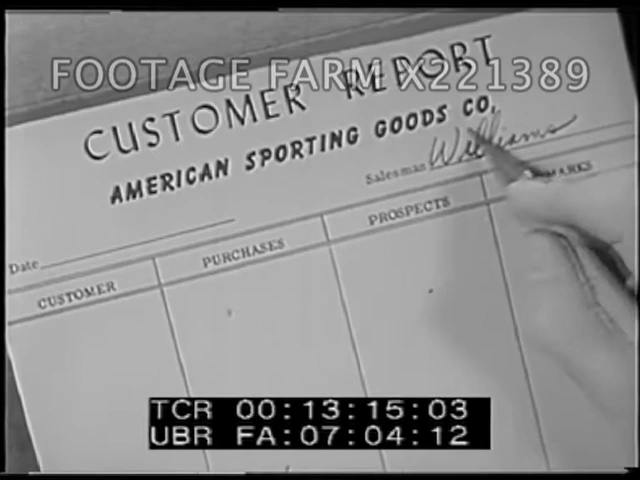 FOOTAGE FARM X221389
CUSTOMER REPORT
AMERICAN SPORTING GOODS CO.
Salesman Williams
Date
CUSTOMER PURCHASES PROSPECTS
TCR 00:13:15:03
UBR FA:07:04:12